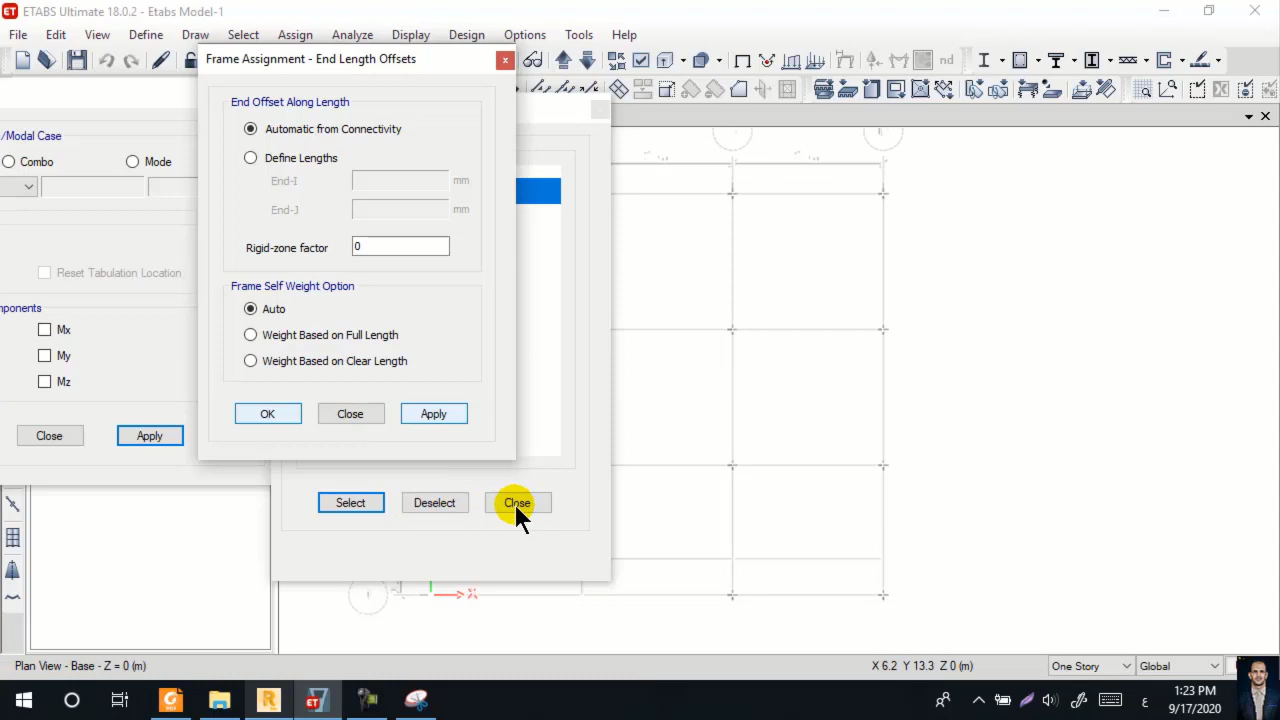 ETABS Ultimate 18.0.2 - Etabs Model-1
File Edit View Define Draw Select Assign Analyze Display Design Options Tools Help
nd
Frame Assignment - End Length Offsets
End Offset Along Length
Automatic from Connectivity
Define Lengths
End-I mm
End-J mm
Rigid-zone factor 0
Frame Self Weight Option
Auto
Weight Based on Full Length
Weight Based on Clear Length
OK Close Apply
/Modal Case
Combo Mode
Reset Tabulation Location
mponents
Mx
My
Mz
Close Apply
Select Deselect Close
X
Plan View - Base - Z = 0 (m) X 6.2 Y 13.3 Z 0 (m) One Story Global
ع
1:23 PM
9/17/2020